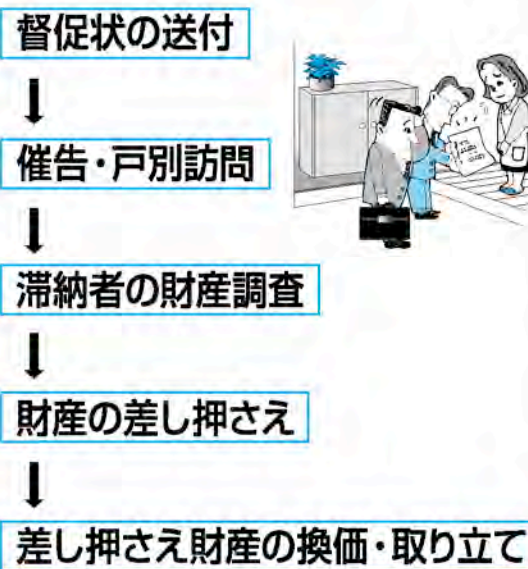 督促状の送付
催告・戸別訪問
滞納者の財産調査
財産の差し押さえ
差し押さえ財産の換価・取り立て